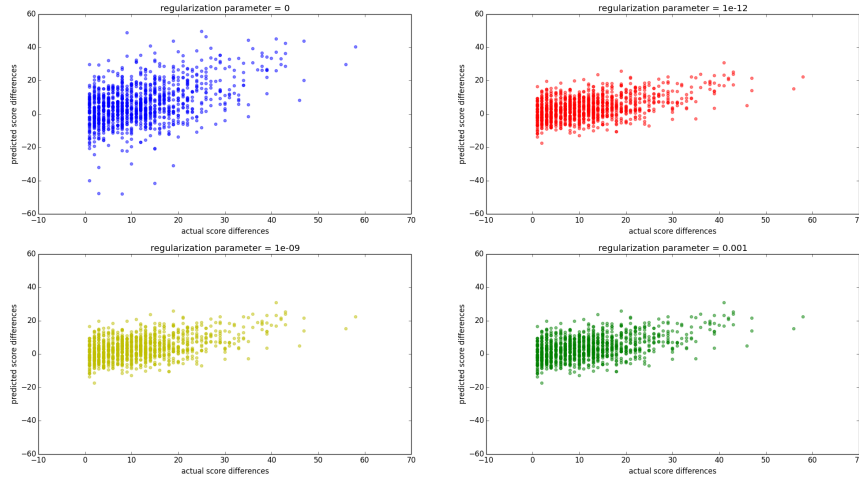 regularization parameter = 0
60
40
20
0
−20
−40
−60
predicted score differences
−10 0 10 20 30 40 50 60 70
actual score differences
regularization parameter = 1e-12
60
40
20
0
−20
−40
−60
predicted score differences
−10 0 10 20 30 40 50 60 70
actual score differences
regularization parameter = 1e-09
60
40
20
0
−20
−40
−60
predicted score differences
−10 0 10 20 30 40 50 60 70
actual score differences
regularization parameter = 0.001
60
40
20
0
−20
−40
−60
predicted score differences
−10 0 10 20 30 40 50 60 70
actual score differences